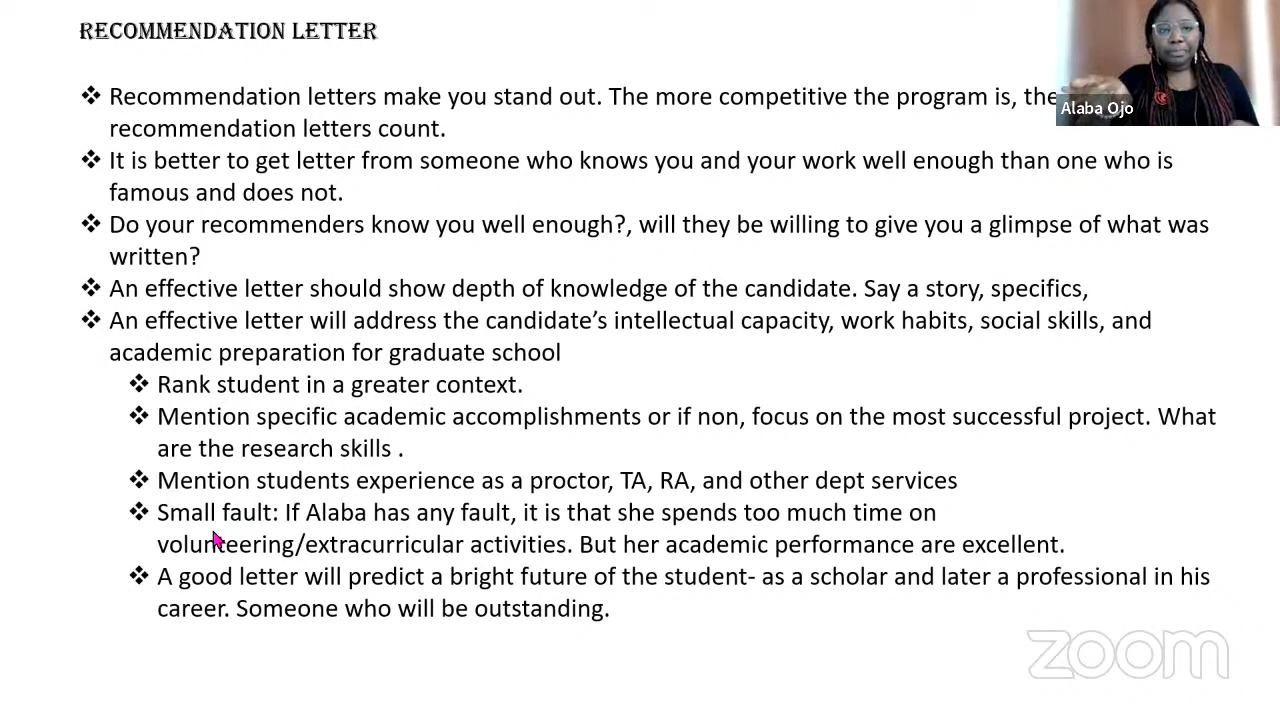 RECOMMENDATION LETTER
❖ Recommendation letters make you stand out. The more competitive the program is, the
recommendation letters count.
❖ It is better to get letter from someone who knows you and your work well enough than one who is
famous and does not.
❖ Do your recommenders know you well enough?, will they be willing to give you a glimpse of what was
written?
❖ An effective letter should show depth of knowledge of the candidate. Say a story, specifics,
❖ An effective letter will address the candidate’s intellectual capacity, work habits, social skills, and
academic preparation for graduate school
❖ Rank student in a greater context.
❖ Mention specific academic accomplishments or if non, focus on the most successful project. What
are the research skills .
❖ Mention students experience as a proctor, TA, RA, and other dept services
❖ Small fault: If Alaba has any fault, it is that she spends too much time on
volunteering/extracurricular activities. But her academic performance are excellent.
❖ A good letter will predict a bright future of the student- as a scholar and later a professional in his
career. Someone who will be outstanding.
Alaba Ojo
zoom